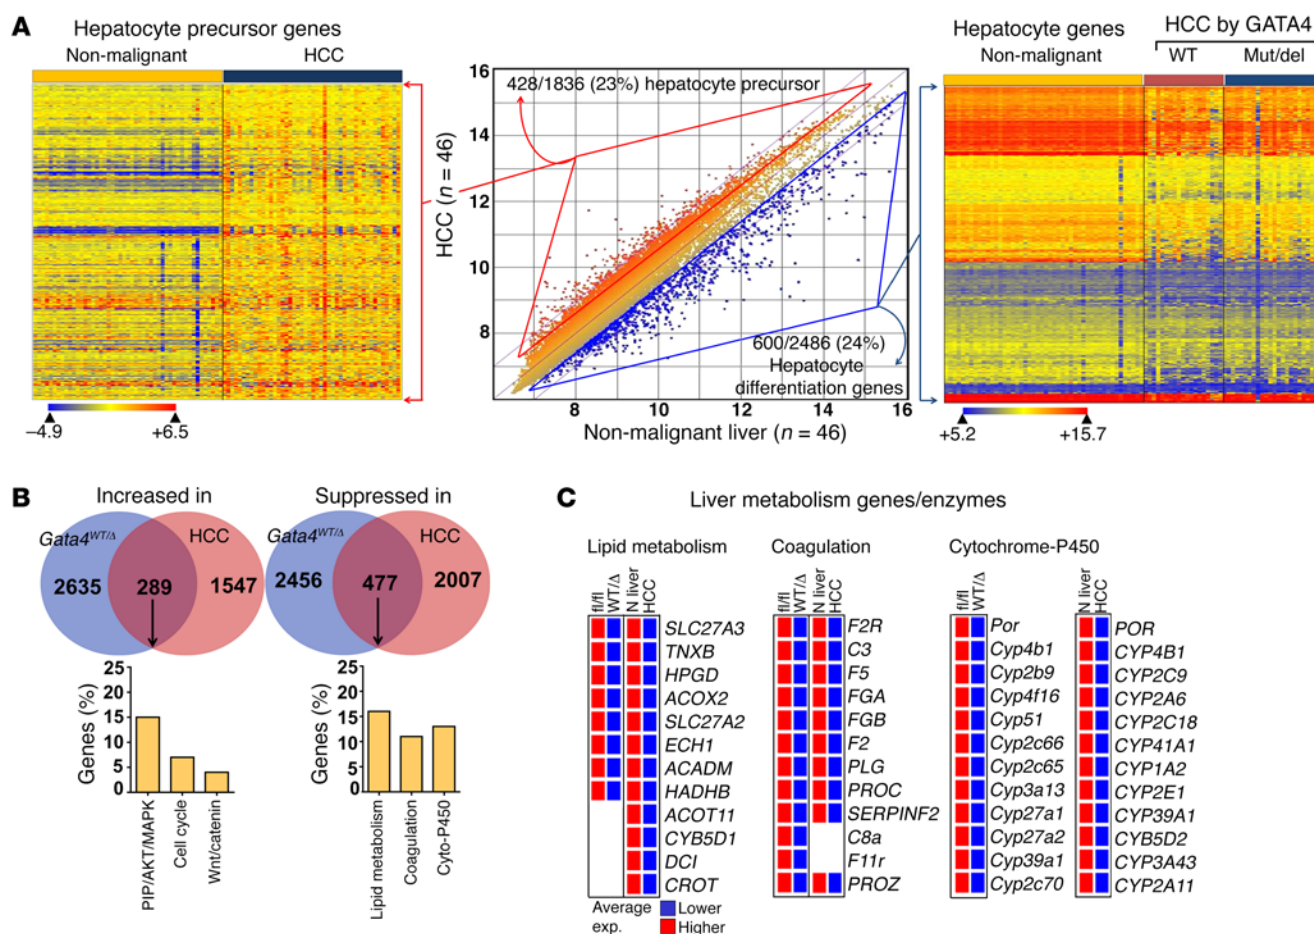 A
Hepatocyte precursor genes
Non-malignant HCC
−4.9 +6.5
428/1836 (23%) hepatocyte precursor
HCC (n = 46)
16
14
12
10
8
8 10 12 14 16
600/2486 (24%)
Hepatocyte
differentiation genes
Non-malignant liver (n = 46)
Hepatocyte genes
HCC by GATA4
Non-malignant WT Mut/del
+5.2 +15.7
B
Increased in
Gata4WT/Δ HCC
2635 289 1547
Suppressed in
Gata4WT/Δ HCC
2456 477 2007
Genes (%)
25
20
15
10
5
0
PIP/AKT/MAPK
Cell cycle
Wnt/catenin
Genes (%)
25
20
15
10
5
0
Lipid metabolism
Coagulation
Cyto-P450
C
Liver metabolism genes/enzymes
Lipid metabolism
fl/fl WT/Δ N liver HCC
SLC27A3
TNXB
HPGD
ACOX2
SLC27A2
ECH1
ACADM
HADHB
ACOT11
CYB5D1
DCI
CROT
Average
exp.
Lower
Higher
Coagulation
fl/fl WT/Δ N liver HCC
F2R
C3
F5
FGA
FGB
F2
PLG
PROC
SERPINF2
C8a
F11r
PROZ
Cytochrome-P450
fl/fl WT/Δ
Por
Cyp4b1
Cyp2b9
Cyp4f16
Cyp51
Cyp2c66
Cyp2c65
Cyp3a13
Cyp27a1
Cyp27a2
Cyp39a1
Cyp2c70
N liver HCC
POR
CYP4B1
CYP2C9
CYP2A6
CYP2C18
CYP41A1
CYP1A2
CYP2E1
CYP39A1
CYB5D2
CYP3A43
CYP2A11